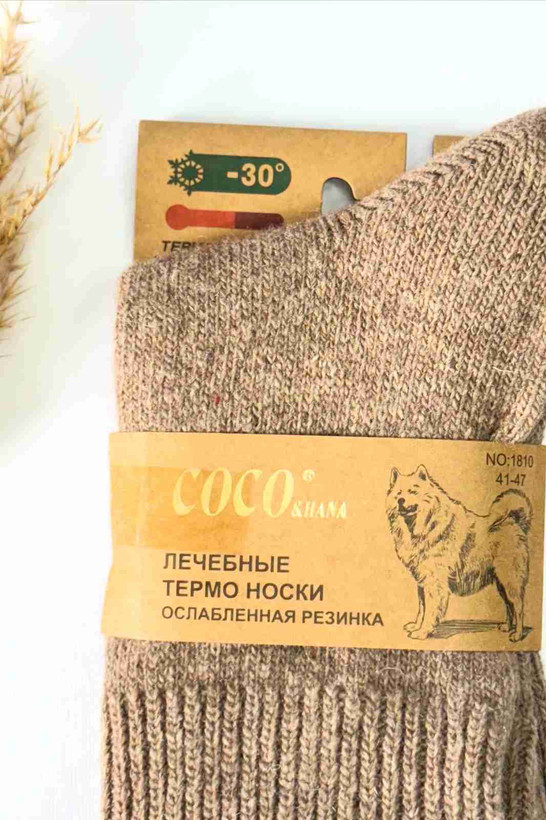 -30°
COCO®
&HANA
NO:1810
41-47
ЛЕЧЕБНЫЕ
ТЕРМО НОСКИ
ОСЛАБЛЕННАЯ РЕЗИНКА